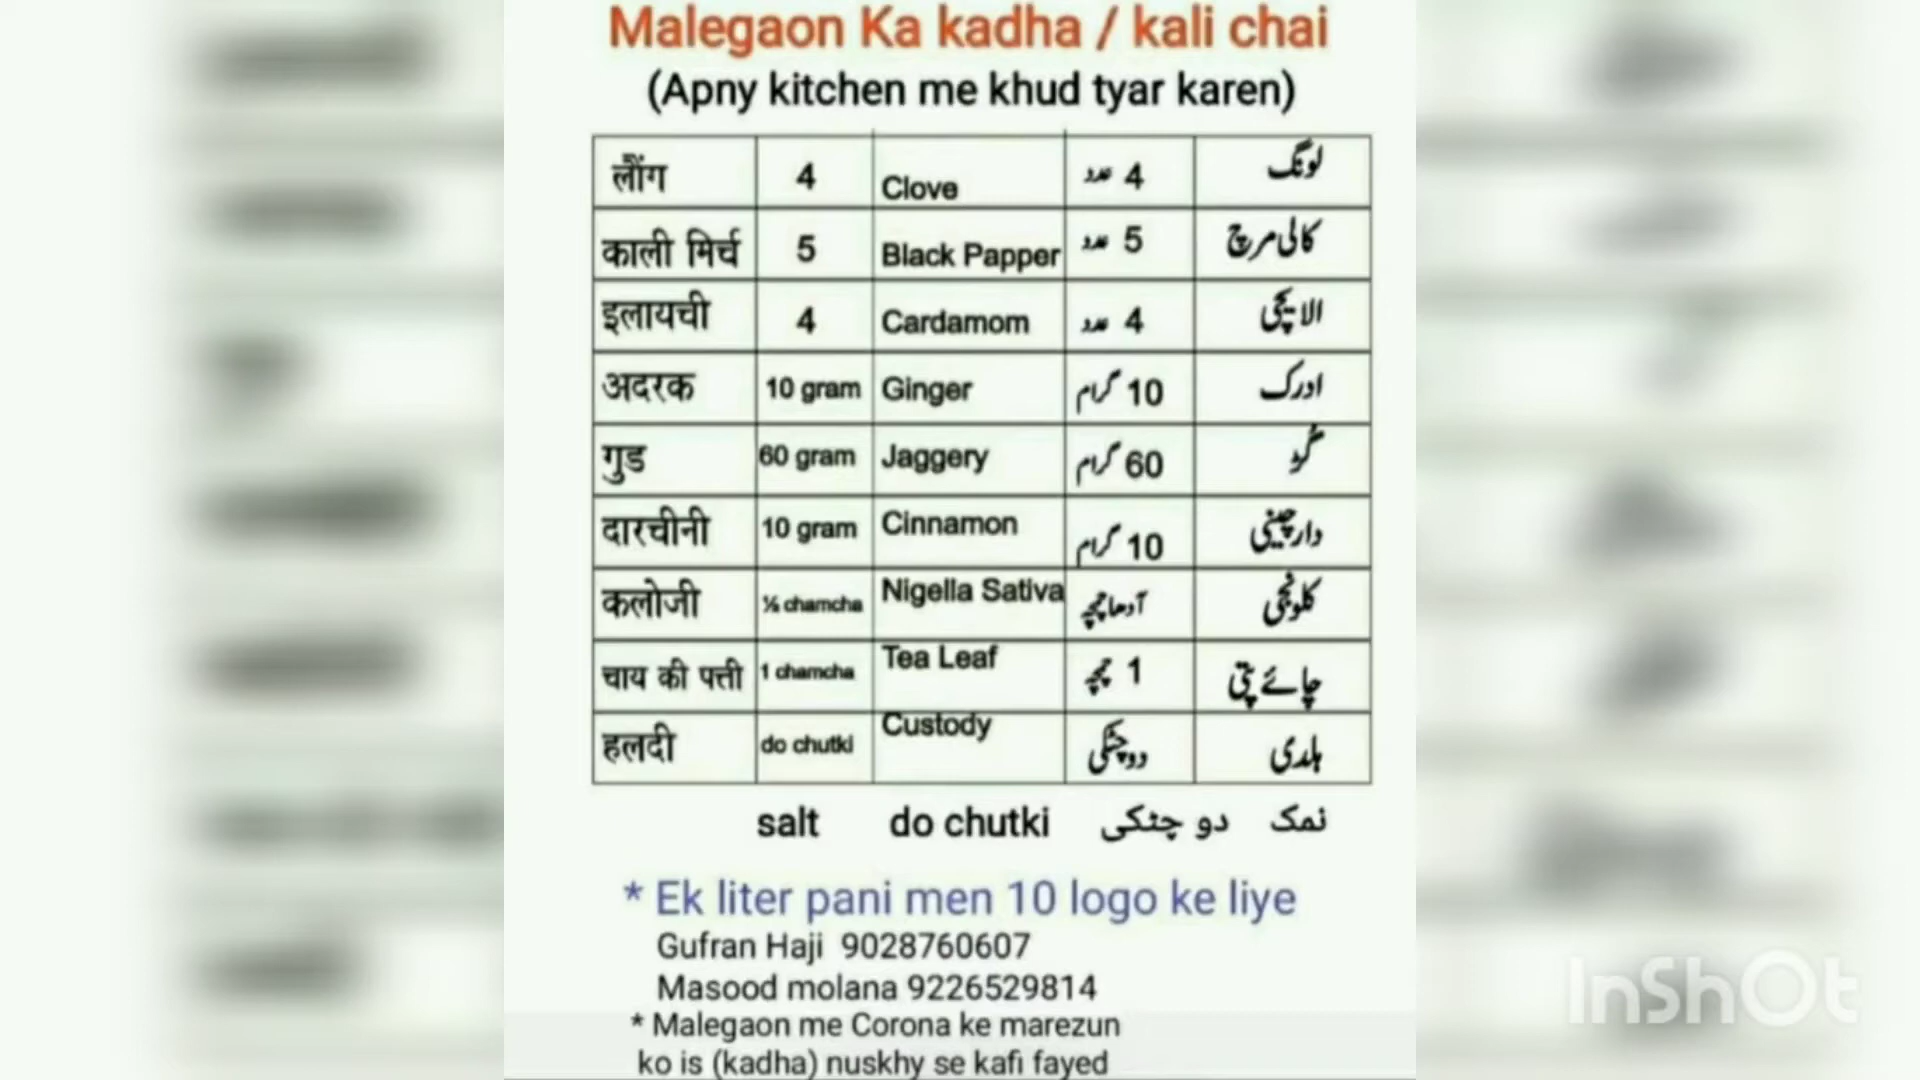 Malegaon Ka kadha / kali chai
(Apny kitchen me khud tyar karen)
लौंग 4 Clove 4 عدد لونگ
काली मिर्च 5 Black Papper 5 عدد کالی مرچ
इलायची 4 Cardamom 4 عدد الائچی
अदरक 10 gram Ginger 10 گرام ادرک
गुड 60 gram Jaggery 60 گرام گُڑ
दारचीनी 10 gram Cinnamon 10 گرام دارچینی
कलोजी ½ chamcha Nigella Sativa آدھا چمچہ کلونجی
चाय की पत्ती 1 chamcha Tea Leaf 1 چمچہ چائے پتی
हलदी do chutki Custody دو چٹکی ہلدی
salt do chutki دو چٹکی نمک
* Ek liter pani men 10 logo ke liye
Gufran Haji 9028760607
Masood molana 9226529814
* Malegaon me Corona ke marezun
ko is (kadha) nuskhy se kafi fayed
InShOt